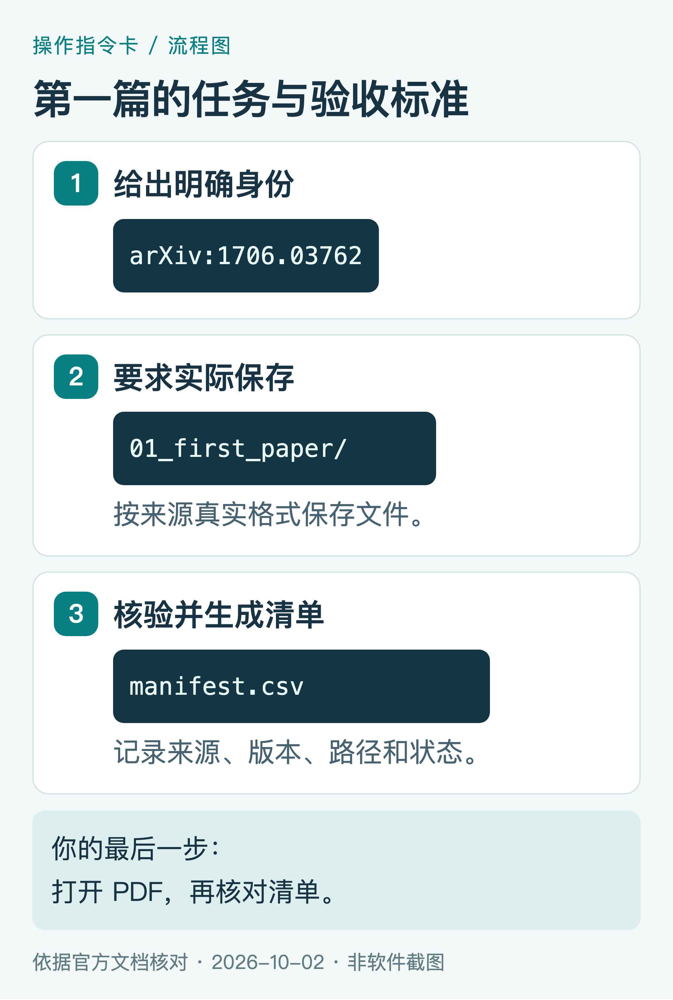 操作指令卡 / 流程图
第一篇的任务与验收标准
1 给出明确身份
arXiv:1706.03762
2 要求实际保存
01_first_paper/
按来源真实格式保存文件。
3 核验并生成清单
manifest.csv
记录来源、版本、路径和状态。
你的最后一步：
打开 PDF，再核对清单。
依据官方文档核对 · 2026-10-02 · 非软件截图